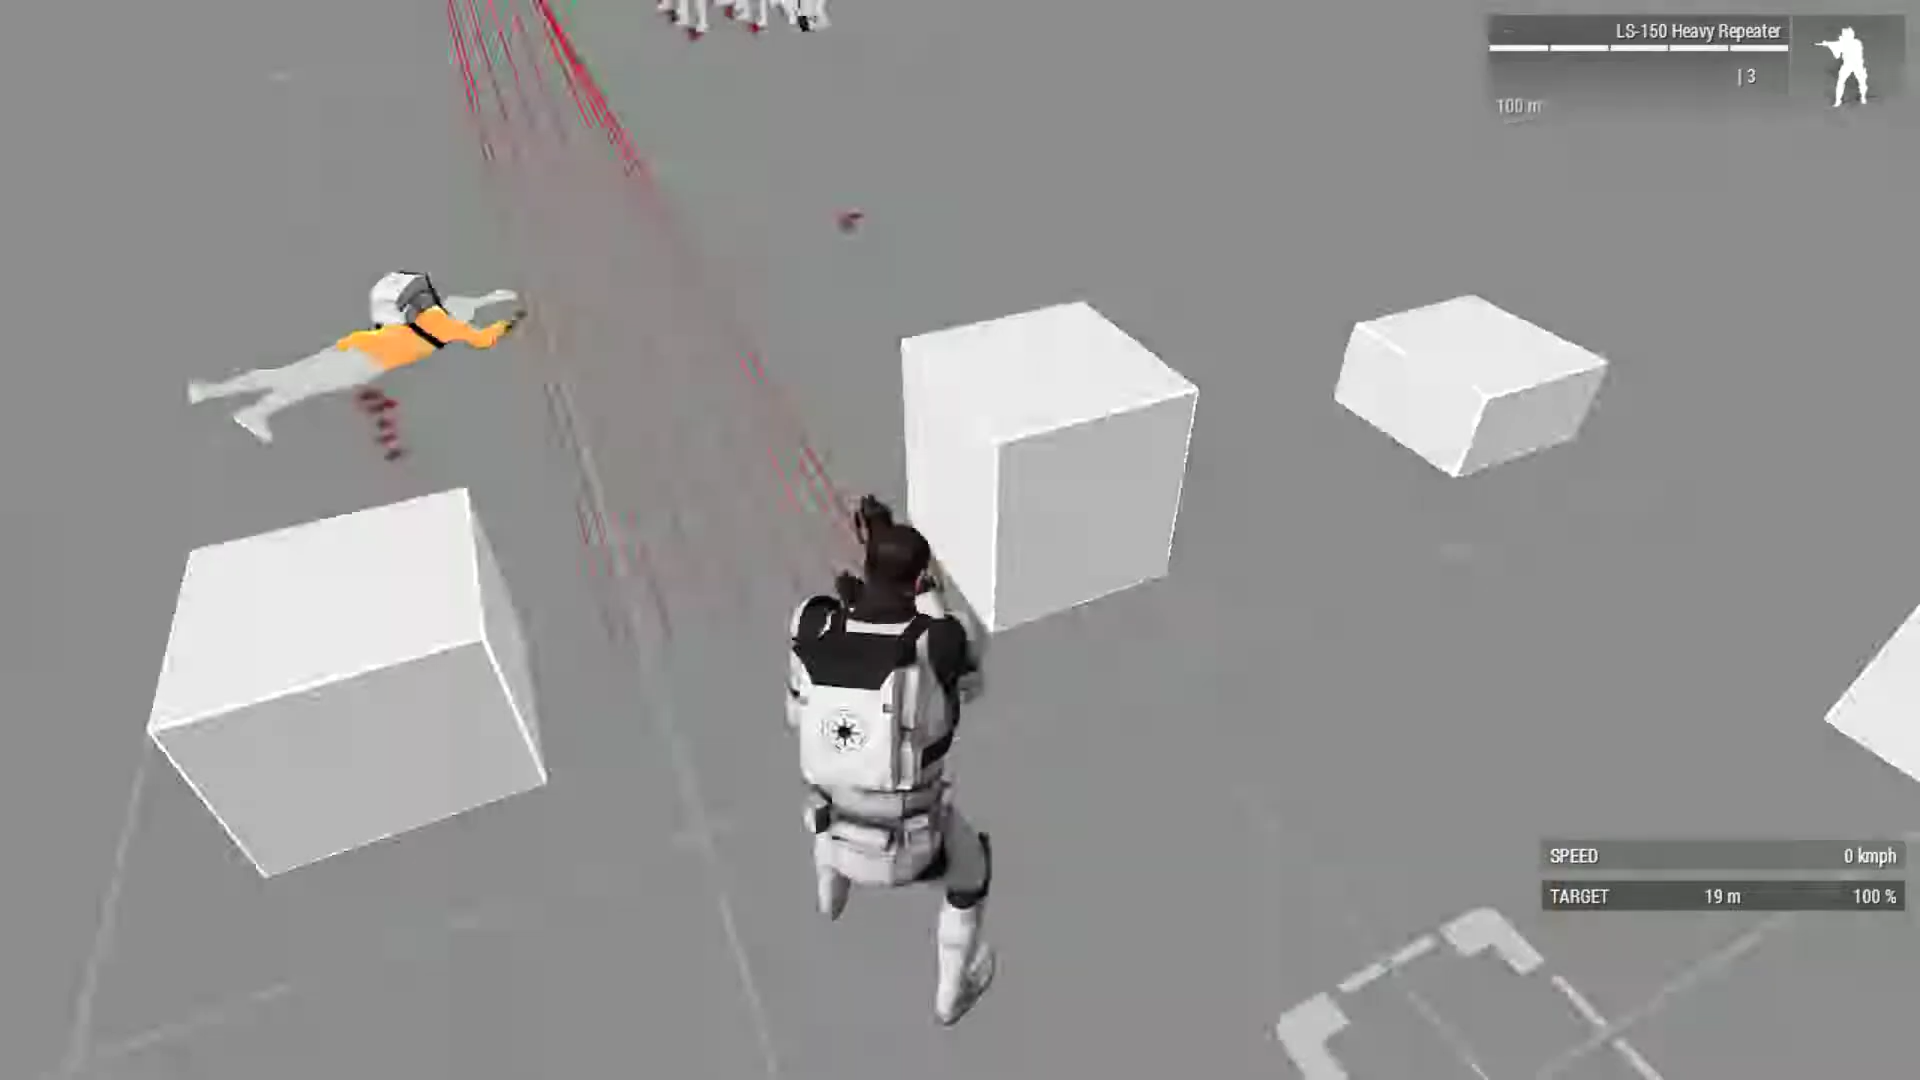 LS-150 Heavy Repeater
| 3
100 m
SPEED 0 kmph
TARGET 19 m 100 %